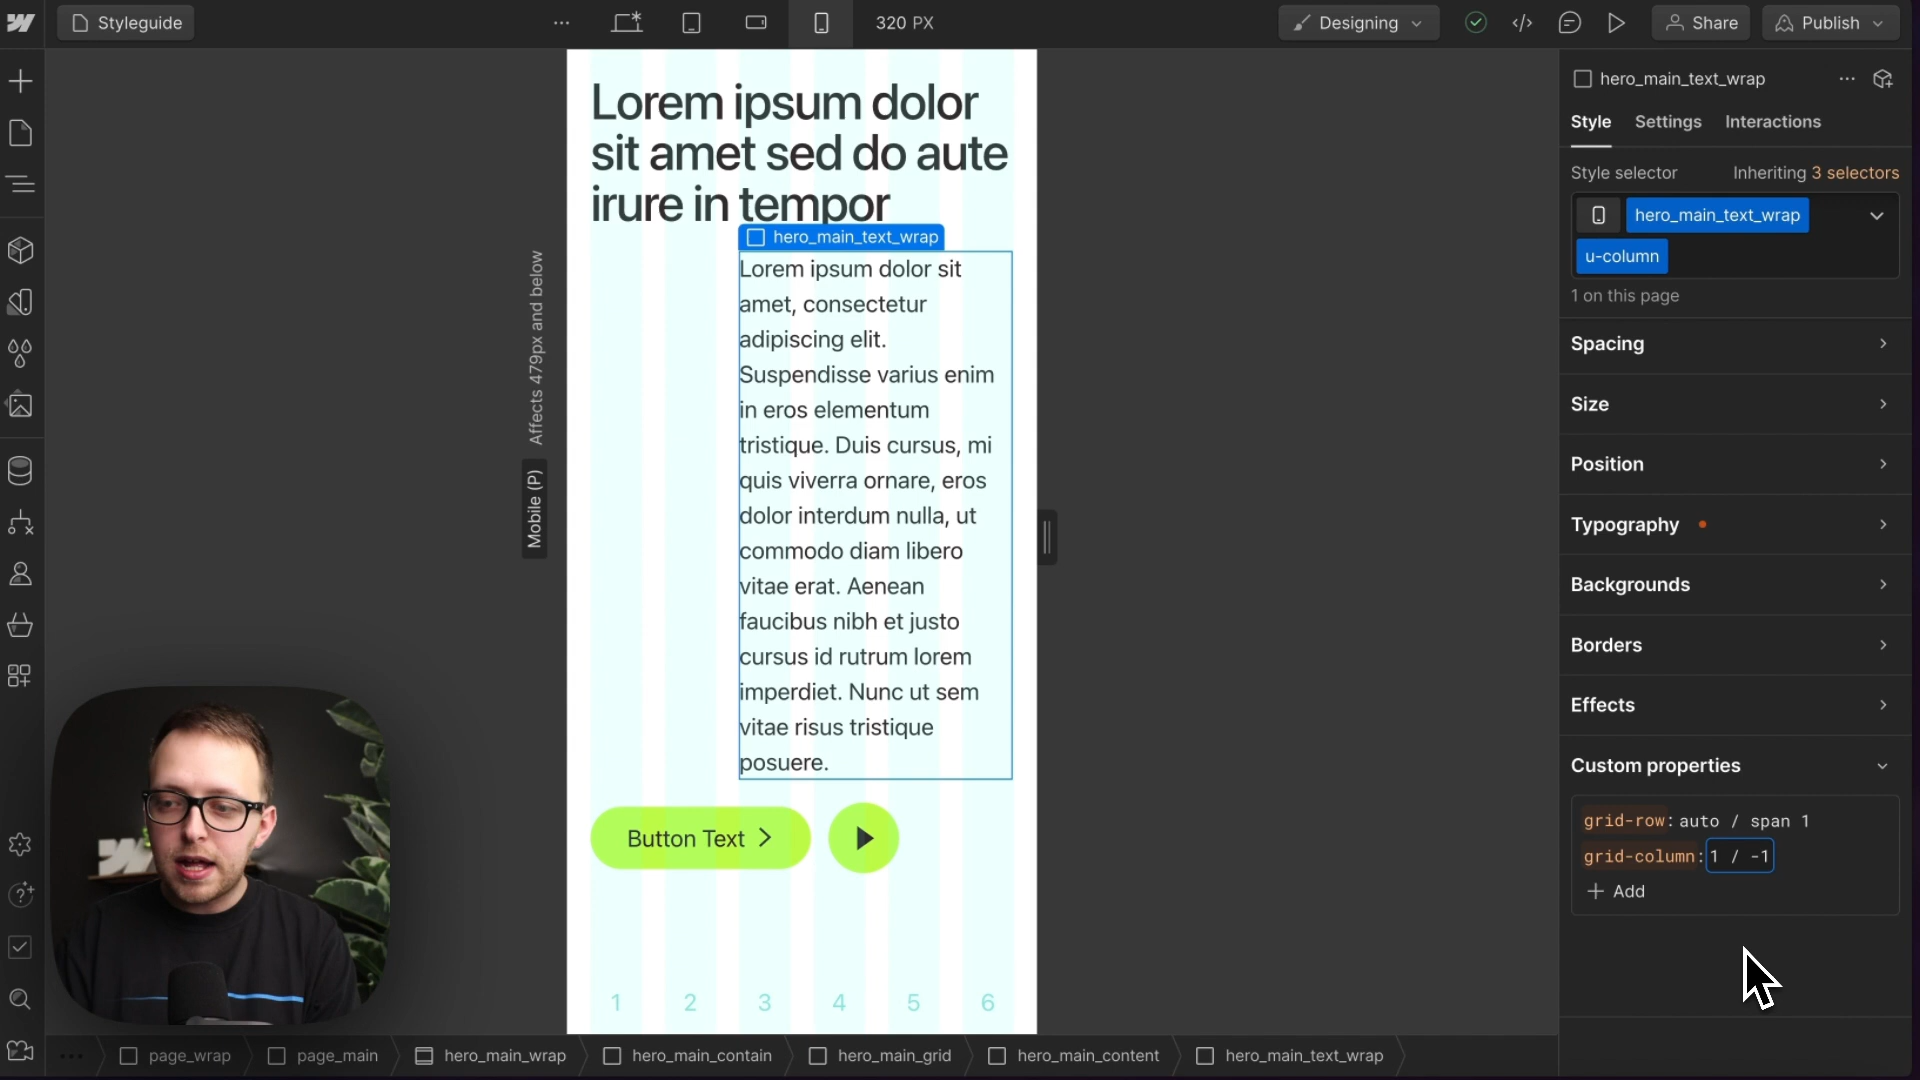 Styleguide
320 PX
Designing
Share
Publish
Lorem ipsum dolor
sit amet sed do aute
irure in tempor
hero_main_text_wrap
Lorem ipsum dolor sit
amet, consectetur
adipiscing elit.
Suspendisse varius enim
in eros elementum
tristique. Duis cursus, mi
quis viverra ornare, eros
dolor interdum nulla, ut
commodo diam libero
vitae erat. Aenean
faucibus nibh et justo
cursus id rutrum lorem
imperdiet. Nunc ut sem
vitae risus tristique
posuere.
Button Text
1 2 3 4 5 6
Mobile (P) Affects 479px and below
hero_main_text_wrap
Style Settings Interactions
Style selector Inheriting 3 selectors
hero_main_text_wrap
u-column
1 on this page
Spacing
Size
Position
Typography
Backgrounds
Borders
Effects
Custom properties
grid-row: auto / span 1
grid-column: 1 / -1
Add
page_wrap page_main hero_main_wrap hero_main_contain hero_main_grid hero_main_content hero_main_text_wrap